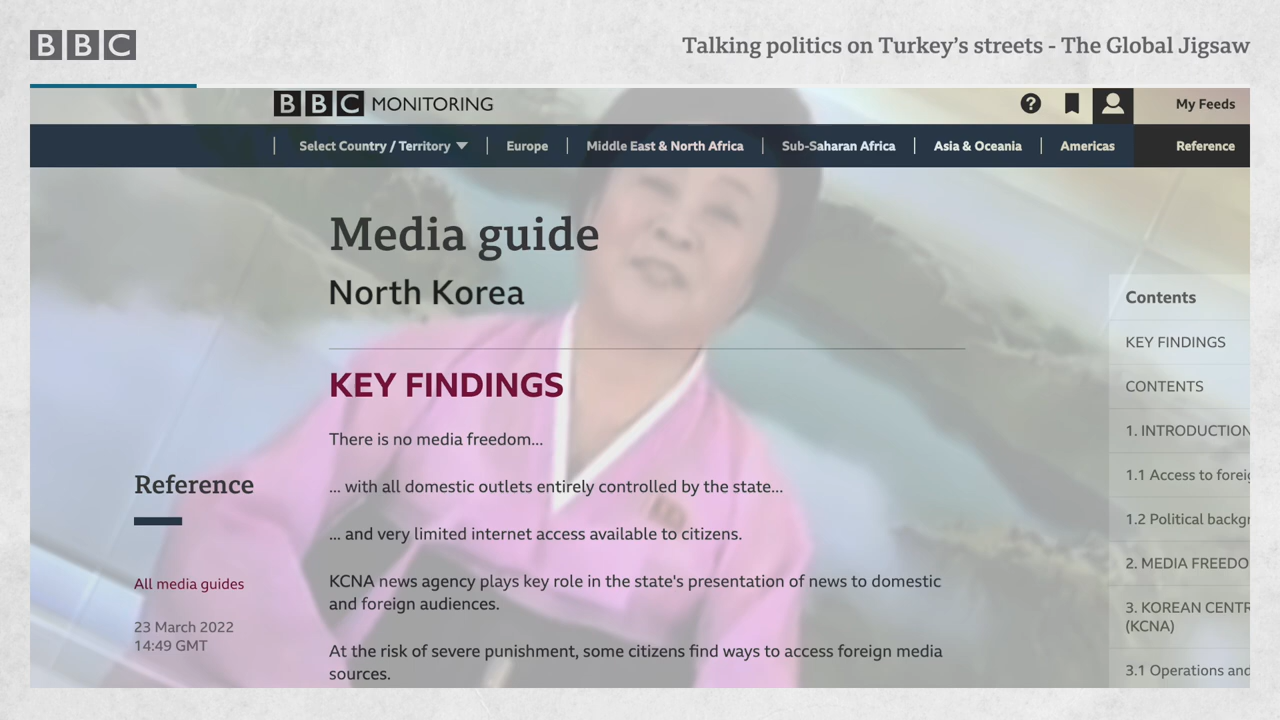 BBC
Talking politics on Turkey's streets - The Global Jigsaw
BBC MONITORING
My Feeds
Select Country / Territory
Europe
Middle East & North Africa
Sub-Saharan Africa
Asia & Oceania
Americas
Reference
Media guide
North Korea
KEY FINDINGS
There is no media freedom...
... with all domestic outlets entirely controlled by the state...
... and very limited internet access available to citizens.
KCNA news agency plays key role in the state's presentation of news to domestic
and foreign audiences.
At the risk of severe punishment, some citizens find ways to access foreign media
sources.
Reference
All media guides
23 March 2022
14:49 GMT
Contents
KEY FINDINGS
CONTENTS
1. INTRODUCTION
1.1 Access to foreig
1.2 Political backgr
2. MEDIA FREEDO
3. KOREAN CENTR
(KCNA)
3.1 Operations and